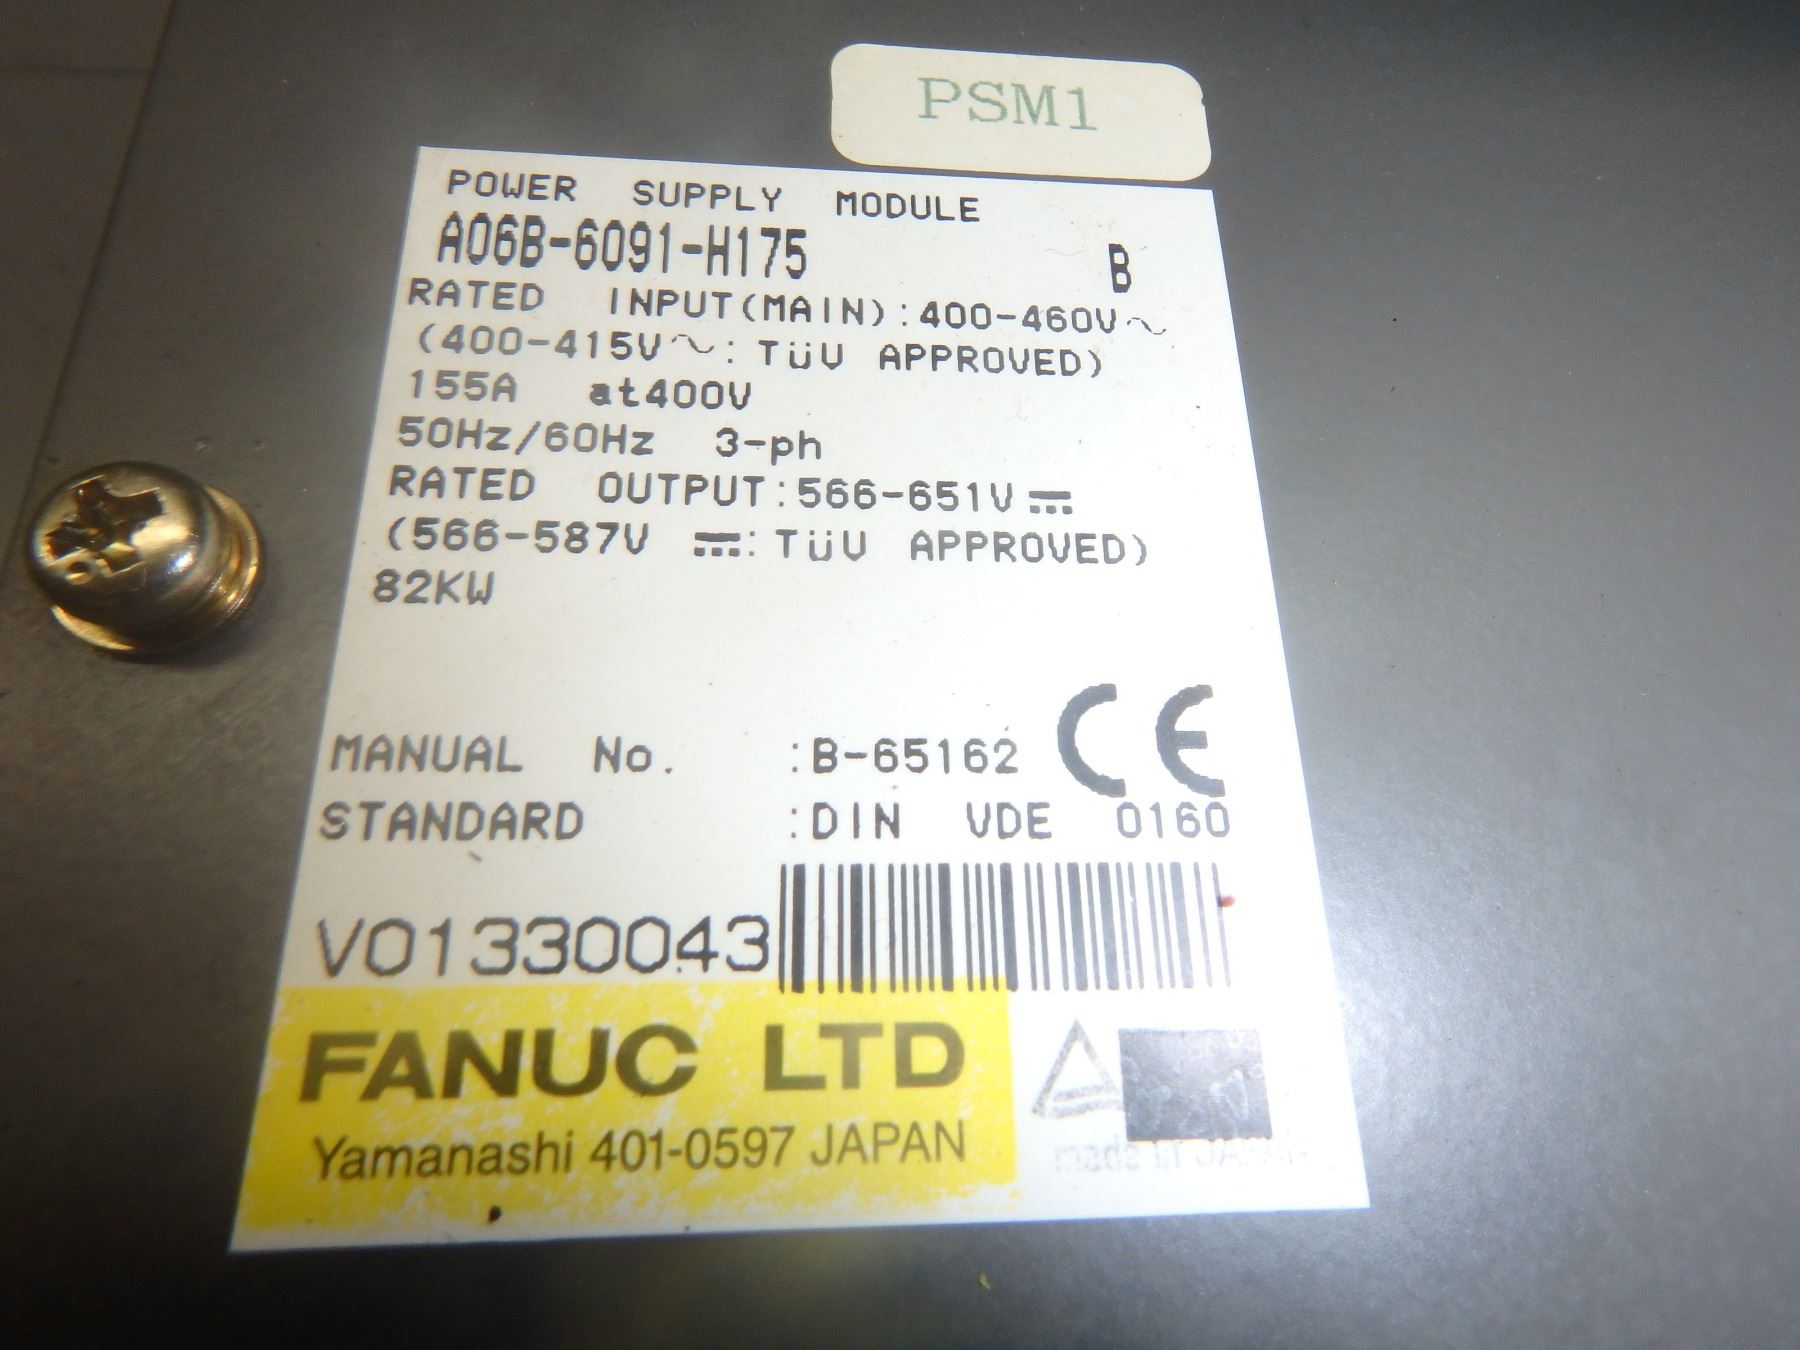 PSM1
POWER SUPPLY MODULE
A06B-6091-H175 B
RATED INPUT(MAIN):400-460V~
(400-415V~:TüV APPROVED)
155A at400V
50Hz/60Hz 3-ph
RATED OUTPUT:566-651V⎓
(566-587V ⎓:TüV APPROVED)
82KW
MANUAL No. :B-65162 CE
STANDARD :DIN VDE 0160
V01330043
FANUC LTD
Yamanashi 401-0597 JAPAN